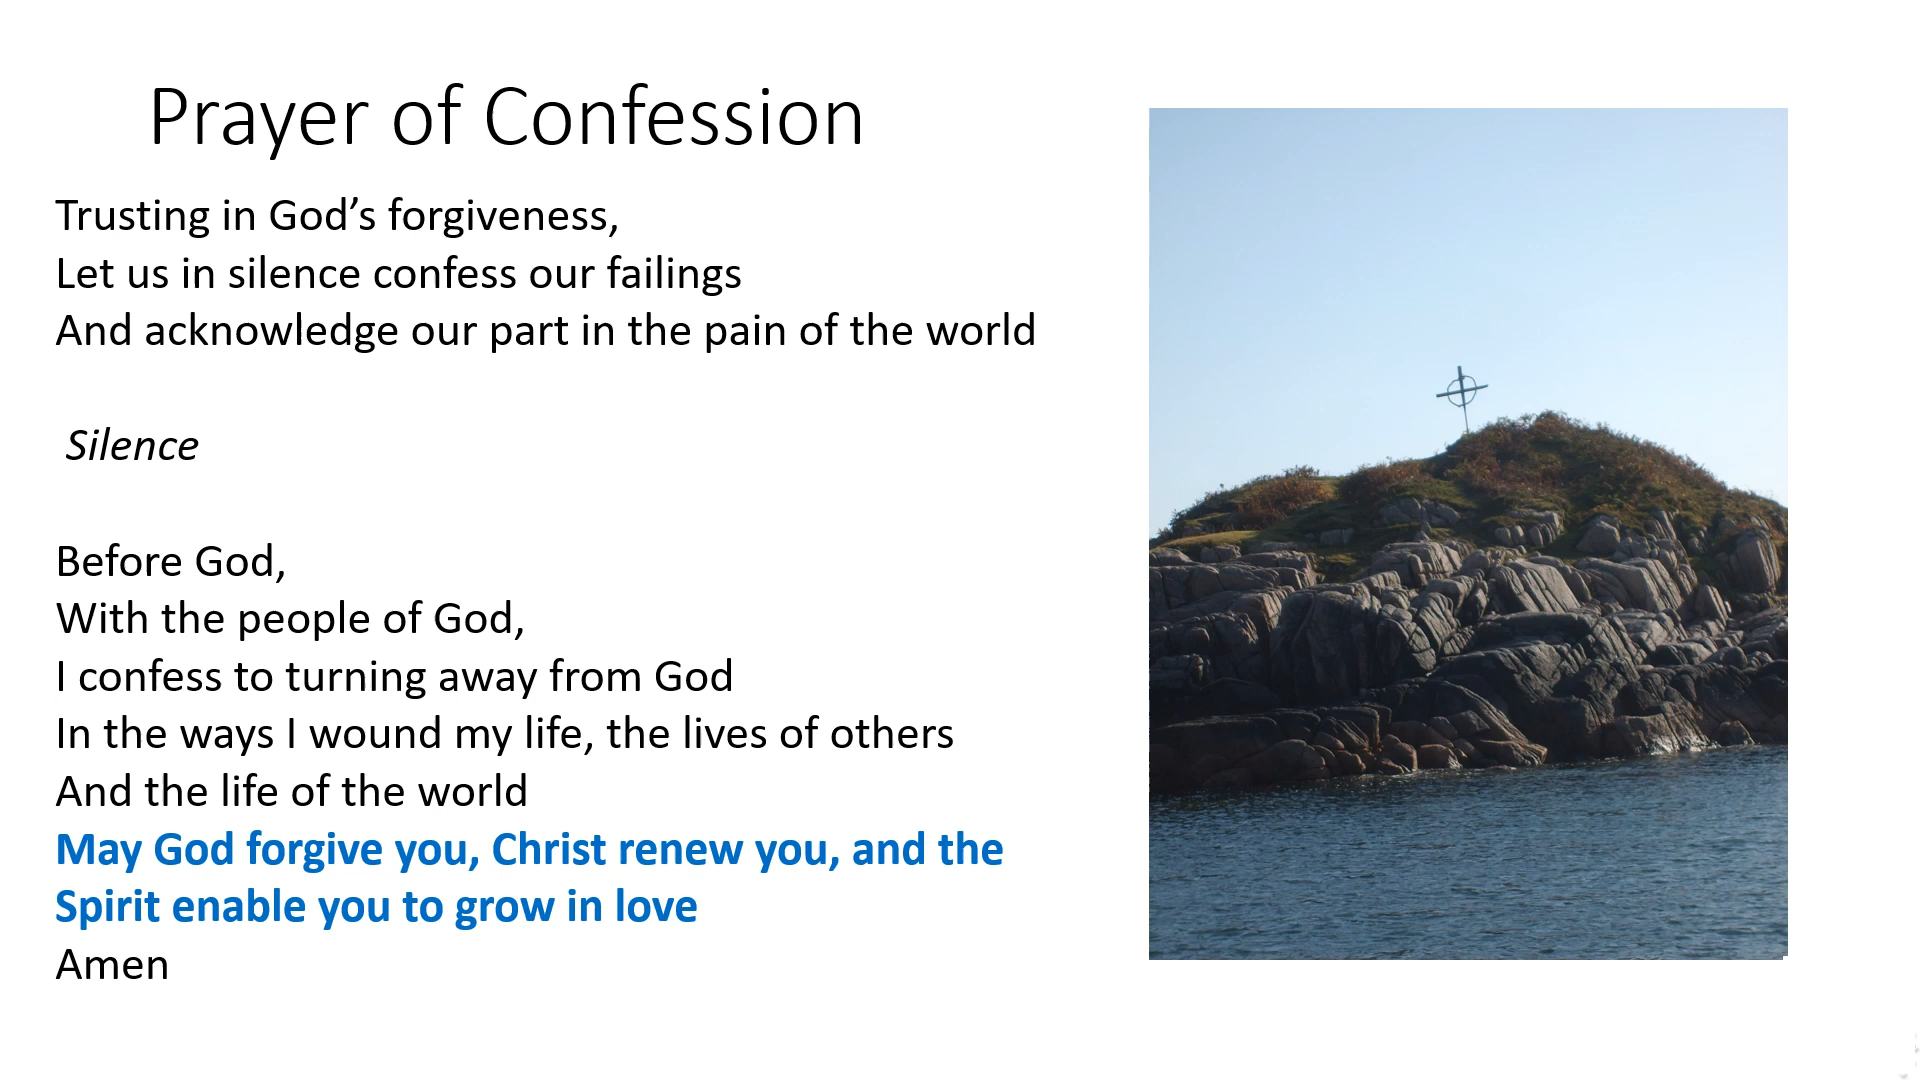 Prayer of Confession
Trusting in God’s forgiveness,
Let us in silence confess our failings
And acknowledge our part in the pain of the world
Silence
Before God,
With the people of God,
I confess to turning away from God
In the ways I wound my life, the lives of others
And the life of the world
May God forgive you, Christ renew you, and the
Spirit enable you to grow in love
Amen